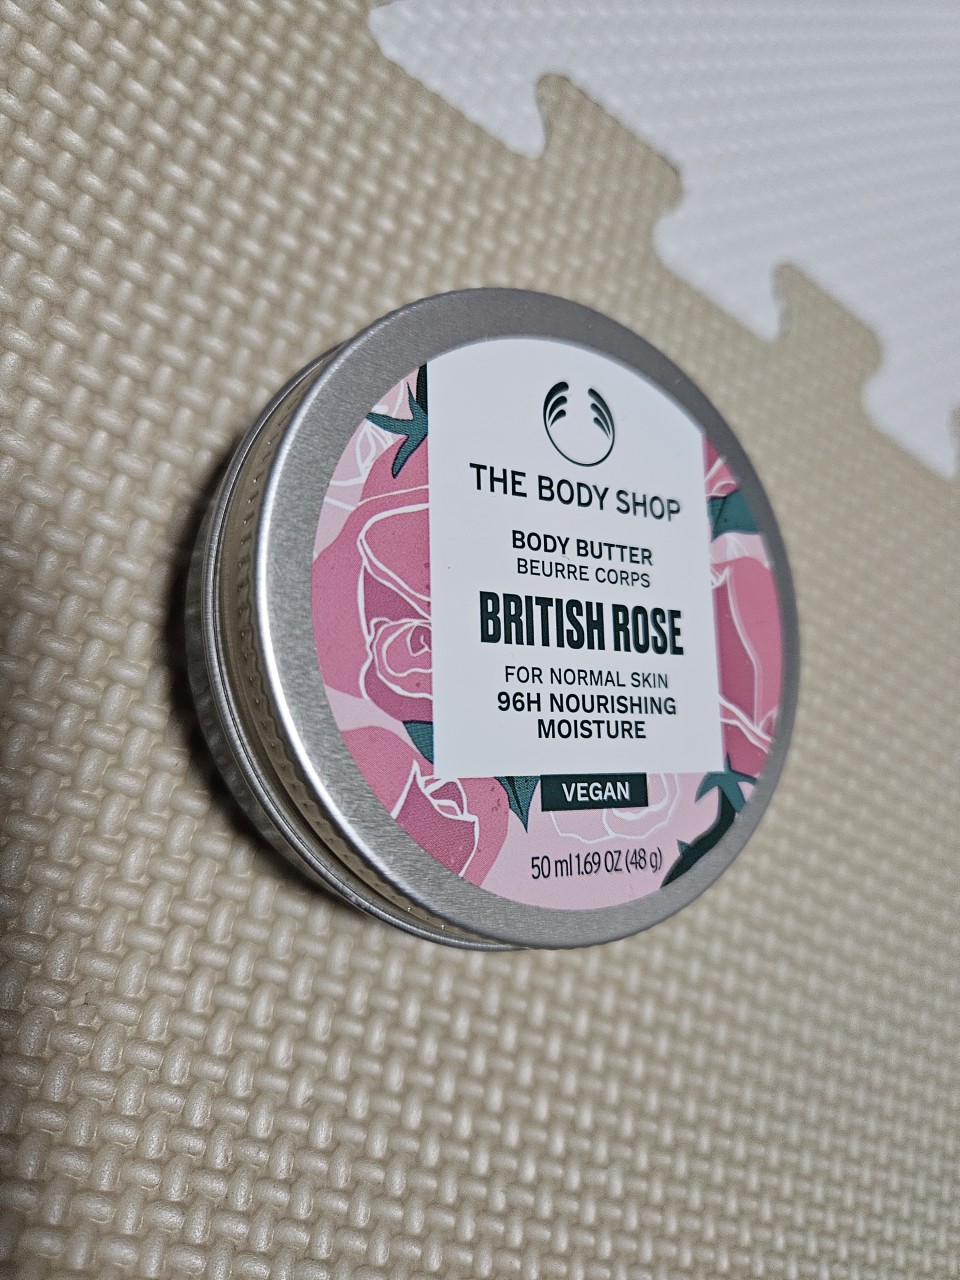 THE BODY SHOP
BODY BUTTER
BEURRE CORPS
BRITISH ROSE
FOR NORMAL SKIN
96H NOURISHING
MOISTURE
VEGAN
50 ml 1.69 OZ (48 g)